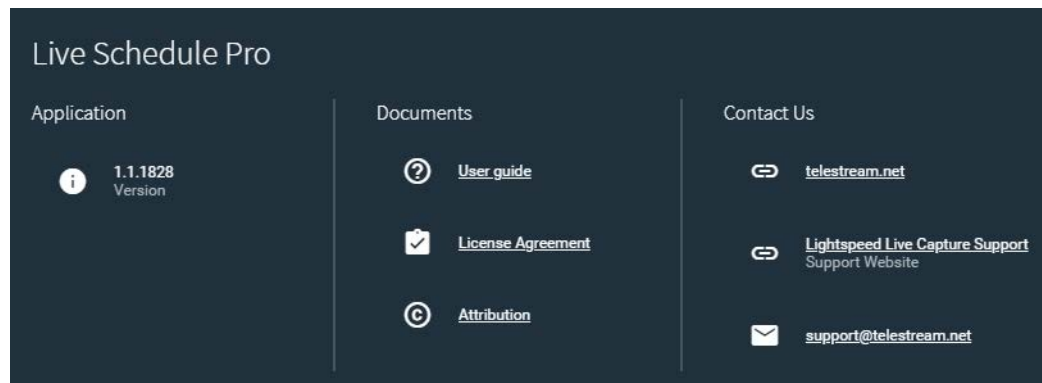 Live Schedule Pro
Application
1.1.1828
Version
Documents
User guide
License Agreement
Attribution
Contact Us
telestream.net
Lightspeed Live Capture Support
Support Website
support@telestream.net